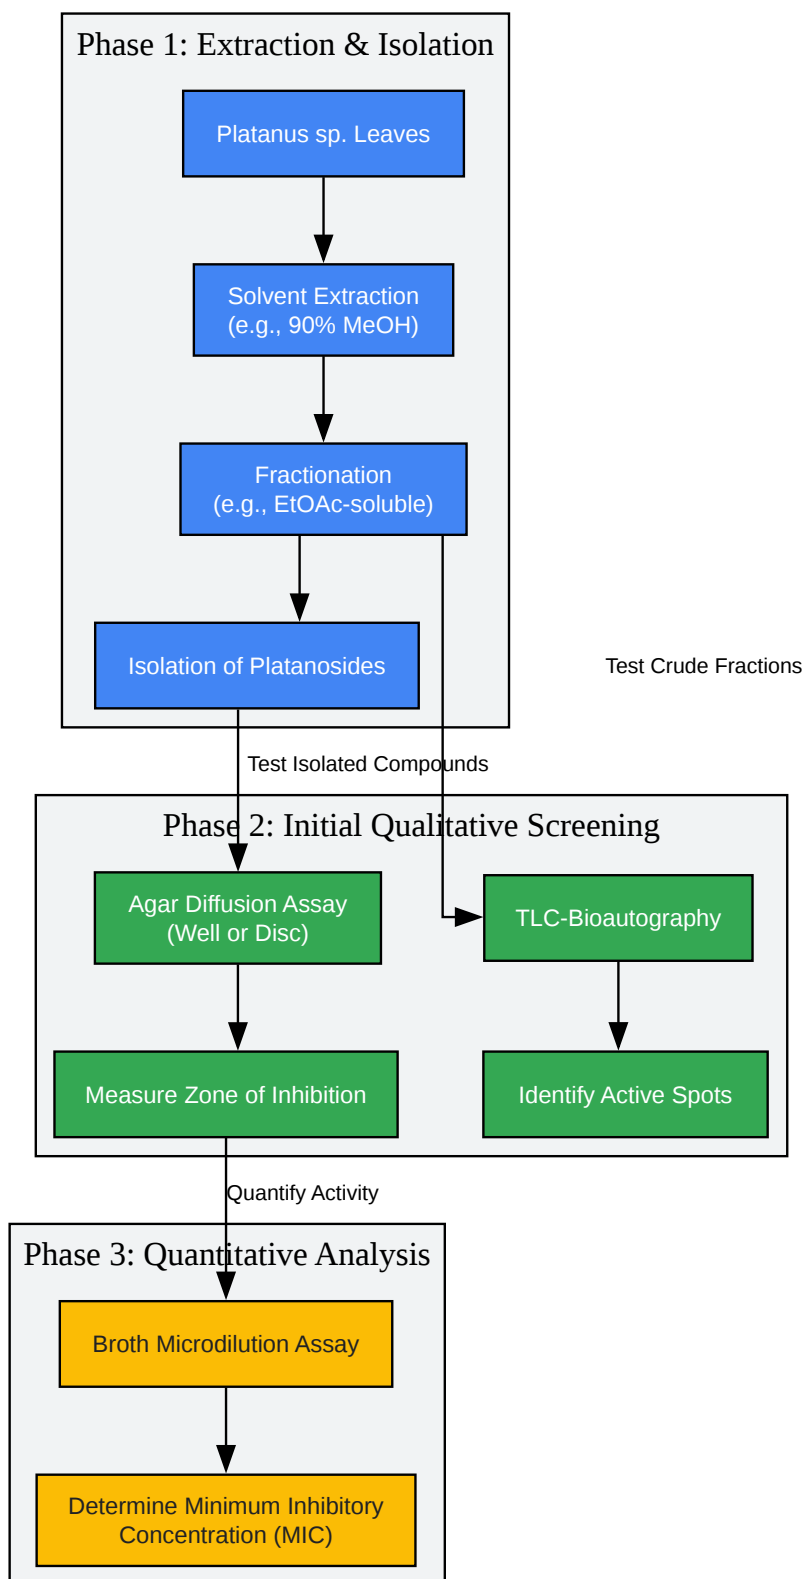 Phase 1: Extraction & Isolation
Platanus sp. Leaves
Solvent Extraction
(e.g., 90% MeOH)
Fractionation
(e.g., EtOAc-soluble)
Isolation of Platanosides
Test Crude Fractions
Test Isolated Compounds
Phase 2: Initial Qualitative Screening
Agar Diffusion Assay
(Well or Disc)
TLC-Bioautography
Measure Zone of Inhibition
Identify Active Spots
Quantify Activity
Phase 3: Quantitative Analysis
Broth Microdilution Assay
Determine Minimum Inhibitory
Concentration (MIC)